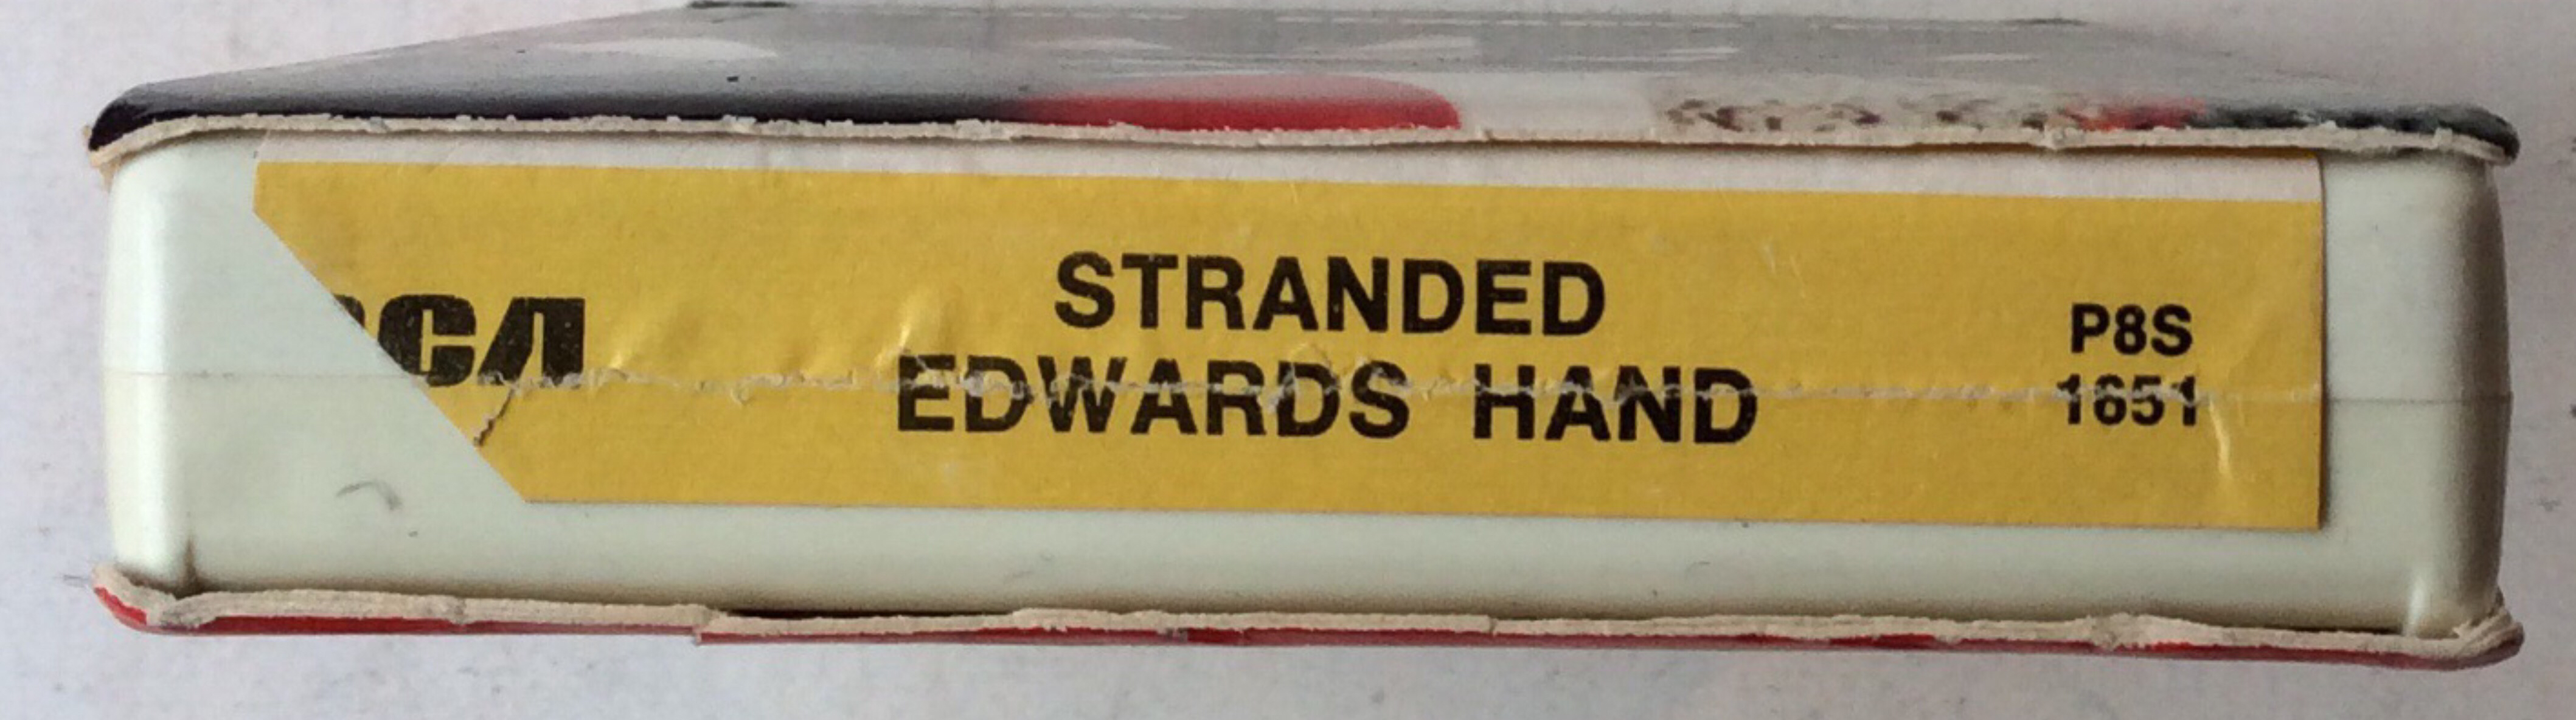 RCA
STRANDED
EDWARDS HAND
P8S
1651